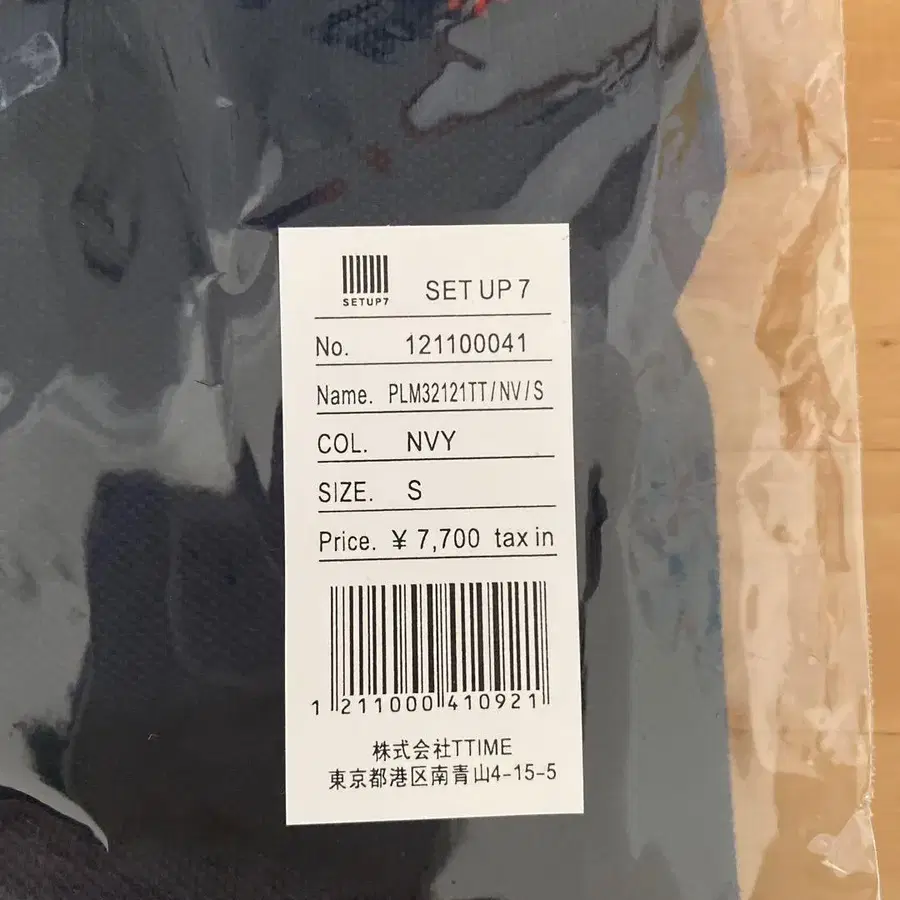 SETUP7
SET UP 7
No. 121100041
Name. PLM32121TT/NV/S
COL. NVY
SIZE. S
Price. ¥ 7,700 tax in
1 211000 410921
株式会社TTIME
東京都港区南青山4-15-5